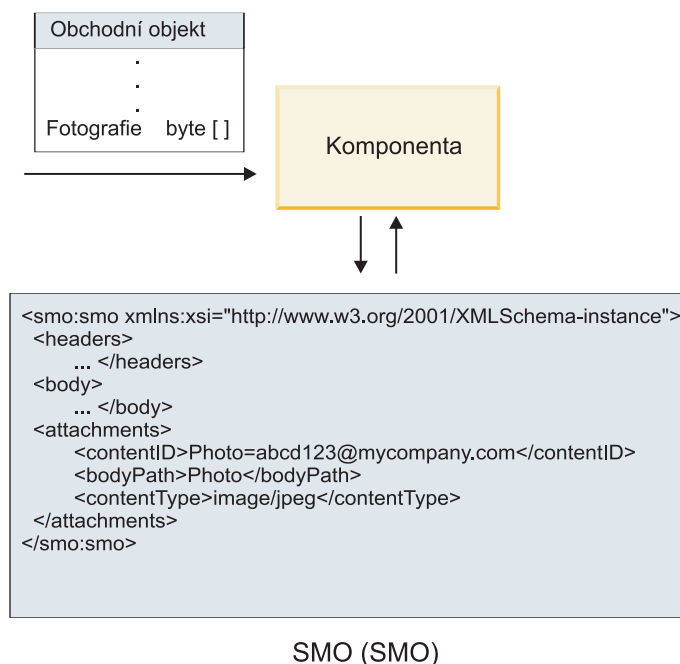 Obchodní objekt
.
.
.
Fotografie byte [ ]
Komponenta
<smo:smo xmlns:xsi="http://www.w3.org/2001/XMLSchema-instance">
<headers>
... </headers>
<body>
... </body>
<attachments>
<contentID>Photo=abcd123@mycompany.com</contentID>
<bodyPath>Photo</bodyPath>
<contentType>image/jpeg</contentType>
</attachments>
</smo:smo>
SMO (SMO)